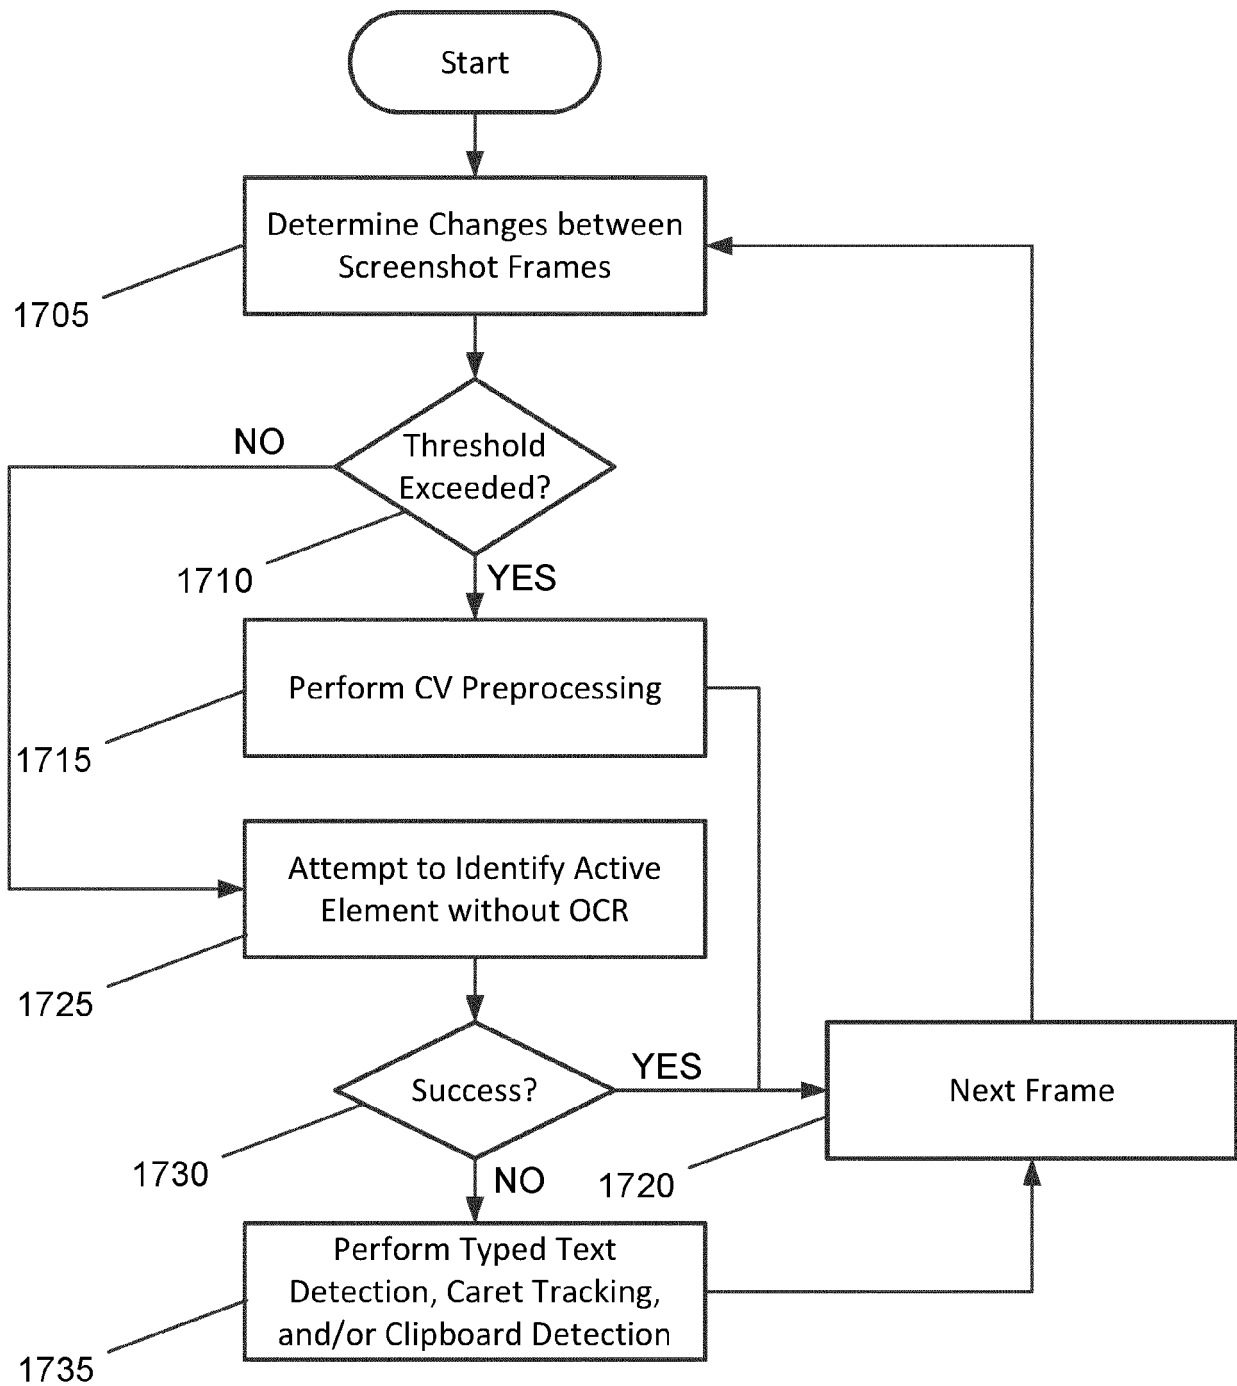 Start
Determine Changes between
Screenshot Frames
1705
NO
Threshold
Exceeded?
1710
YES
Perform CV Preprocessing
1715
Attempt to Identify Active
Element without OCR
1725
Success?
YES
Next Frame
1730
NO
1720
Perform Typed Text
Detection, Caret Tracking,
and/or Clipboard Detection
1735